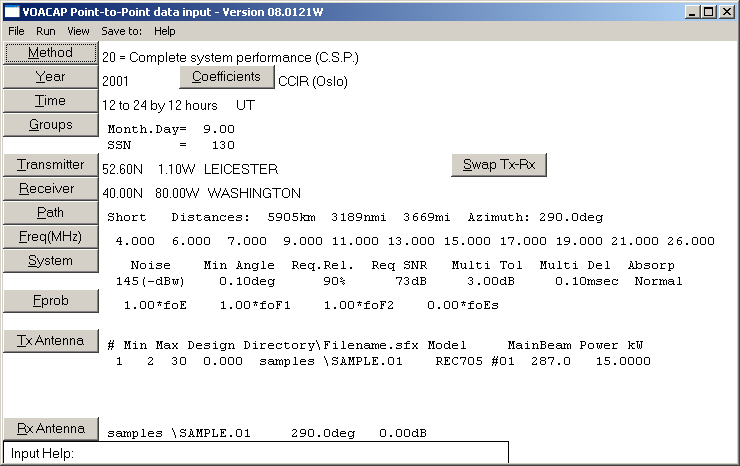 VOACAP Point-to-Point data input - Version 08.0121W
File Run View Save to: Help
Method 20 = Complete system performance (C.S.P.)
Year 2001 Coefficients CCIR (Oslo)
Time 12 to 24 by 12 hours UT
Groups Month.Day= 9.00
SSN = 130
Transmitter 52.60N 1.10W LEICESTER Swap Tx-Rx
Receiver 40.00N 80.00W WASHINGTON
Path Short Distances: 5905km 3189nmi 3669mi Azimuth: 290.0deg
Freq(MHz) 4.000 6.000 7.000 9.000 11.000 13.000 15.000 17.000 19.000 21.000 26.000
System Noise Min Angle Req.Rel. Req SNR Multi Tol Multi Del Absorp
145(-dBw) 0.10deg 90% 73dB 3.00dB 0.10msec Normal
Fprob 1.00*foE 1.00*foF1 1.00*foF2 0.00*foEs
Tx Antenna # Min Max Design Directory\Filename.sfx Model MainBeam Power kW
1 2 30 0.000 samples \SAMPLE.01 REC705 #01 287.0 15.0000
Rx Antenna samples \SAMPLE.01 290.0deg 0.00dB
Input Help: